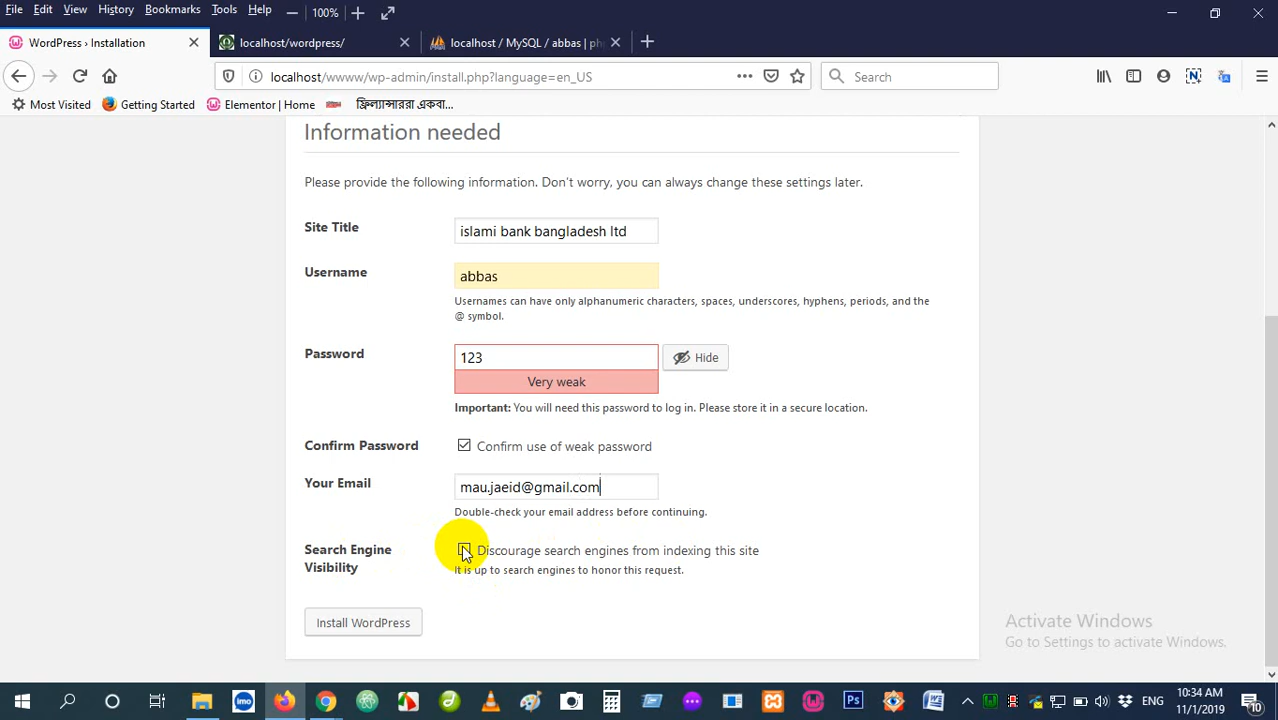 File Edit View History Bookmarks Tools Help 100%
WordPress › Installation
localhost/wordpress/
localhost / MySQL / abbas | ph
localhost/wwww/wp-admin/install.php?language=en_US
Search
Most Visited Getting Started Elementor | Home ফ্রিল্যান্সাররা একবা...
Information needed
Please provide the following information. Don't worry, you can always change these settings later.
Site Title
islami bank bangladesh ltd
Username
abbas
Usernames can have only alphanumeric characters, spaces, underscores, hyphens, periods, and the
@ symbol.
Password
123
Hide
Very weak
Important: You will need this password to log in. Please store it in a secure location.
Confirm Password
Confirm use of weak password
Your Email
mau.jaeid@gmail.com
Double-check your email address before continuing.
Search Engine
Visibility
Discourage search engines from indexing this site
It is up to search engines to honor this request.
Install WordPress
Activate Windows
Go to Settings to activate Windows.
imo
Ps
ENG
10:34 AM
11/1/2019
10